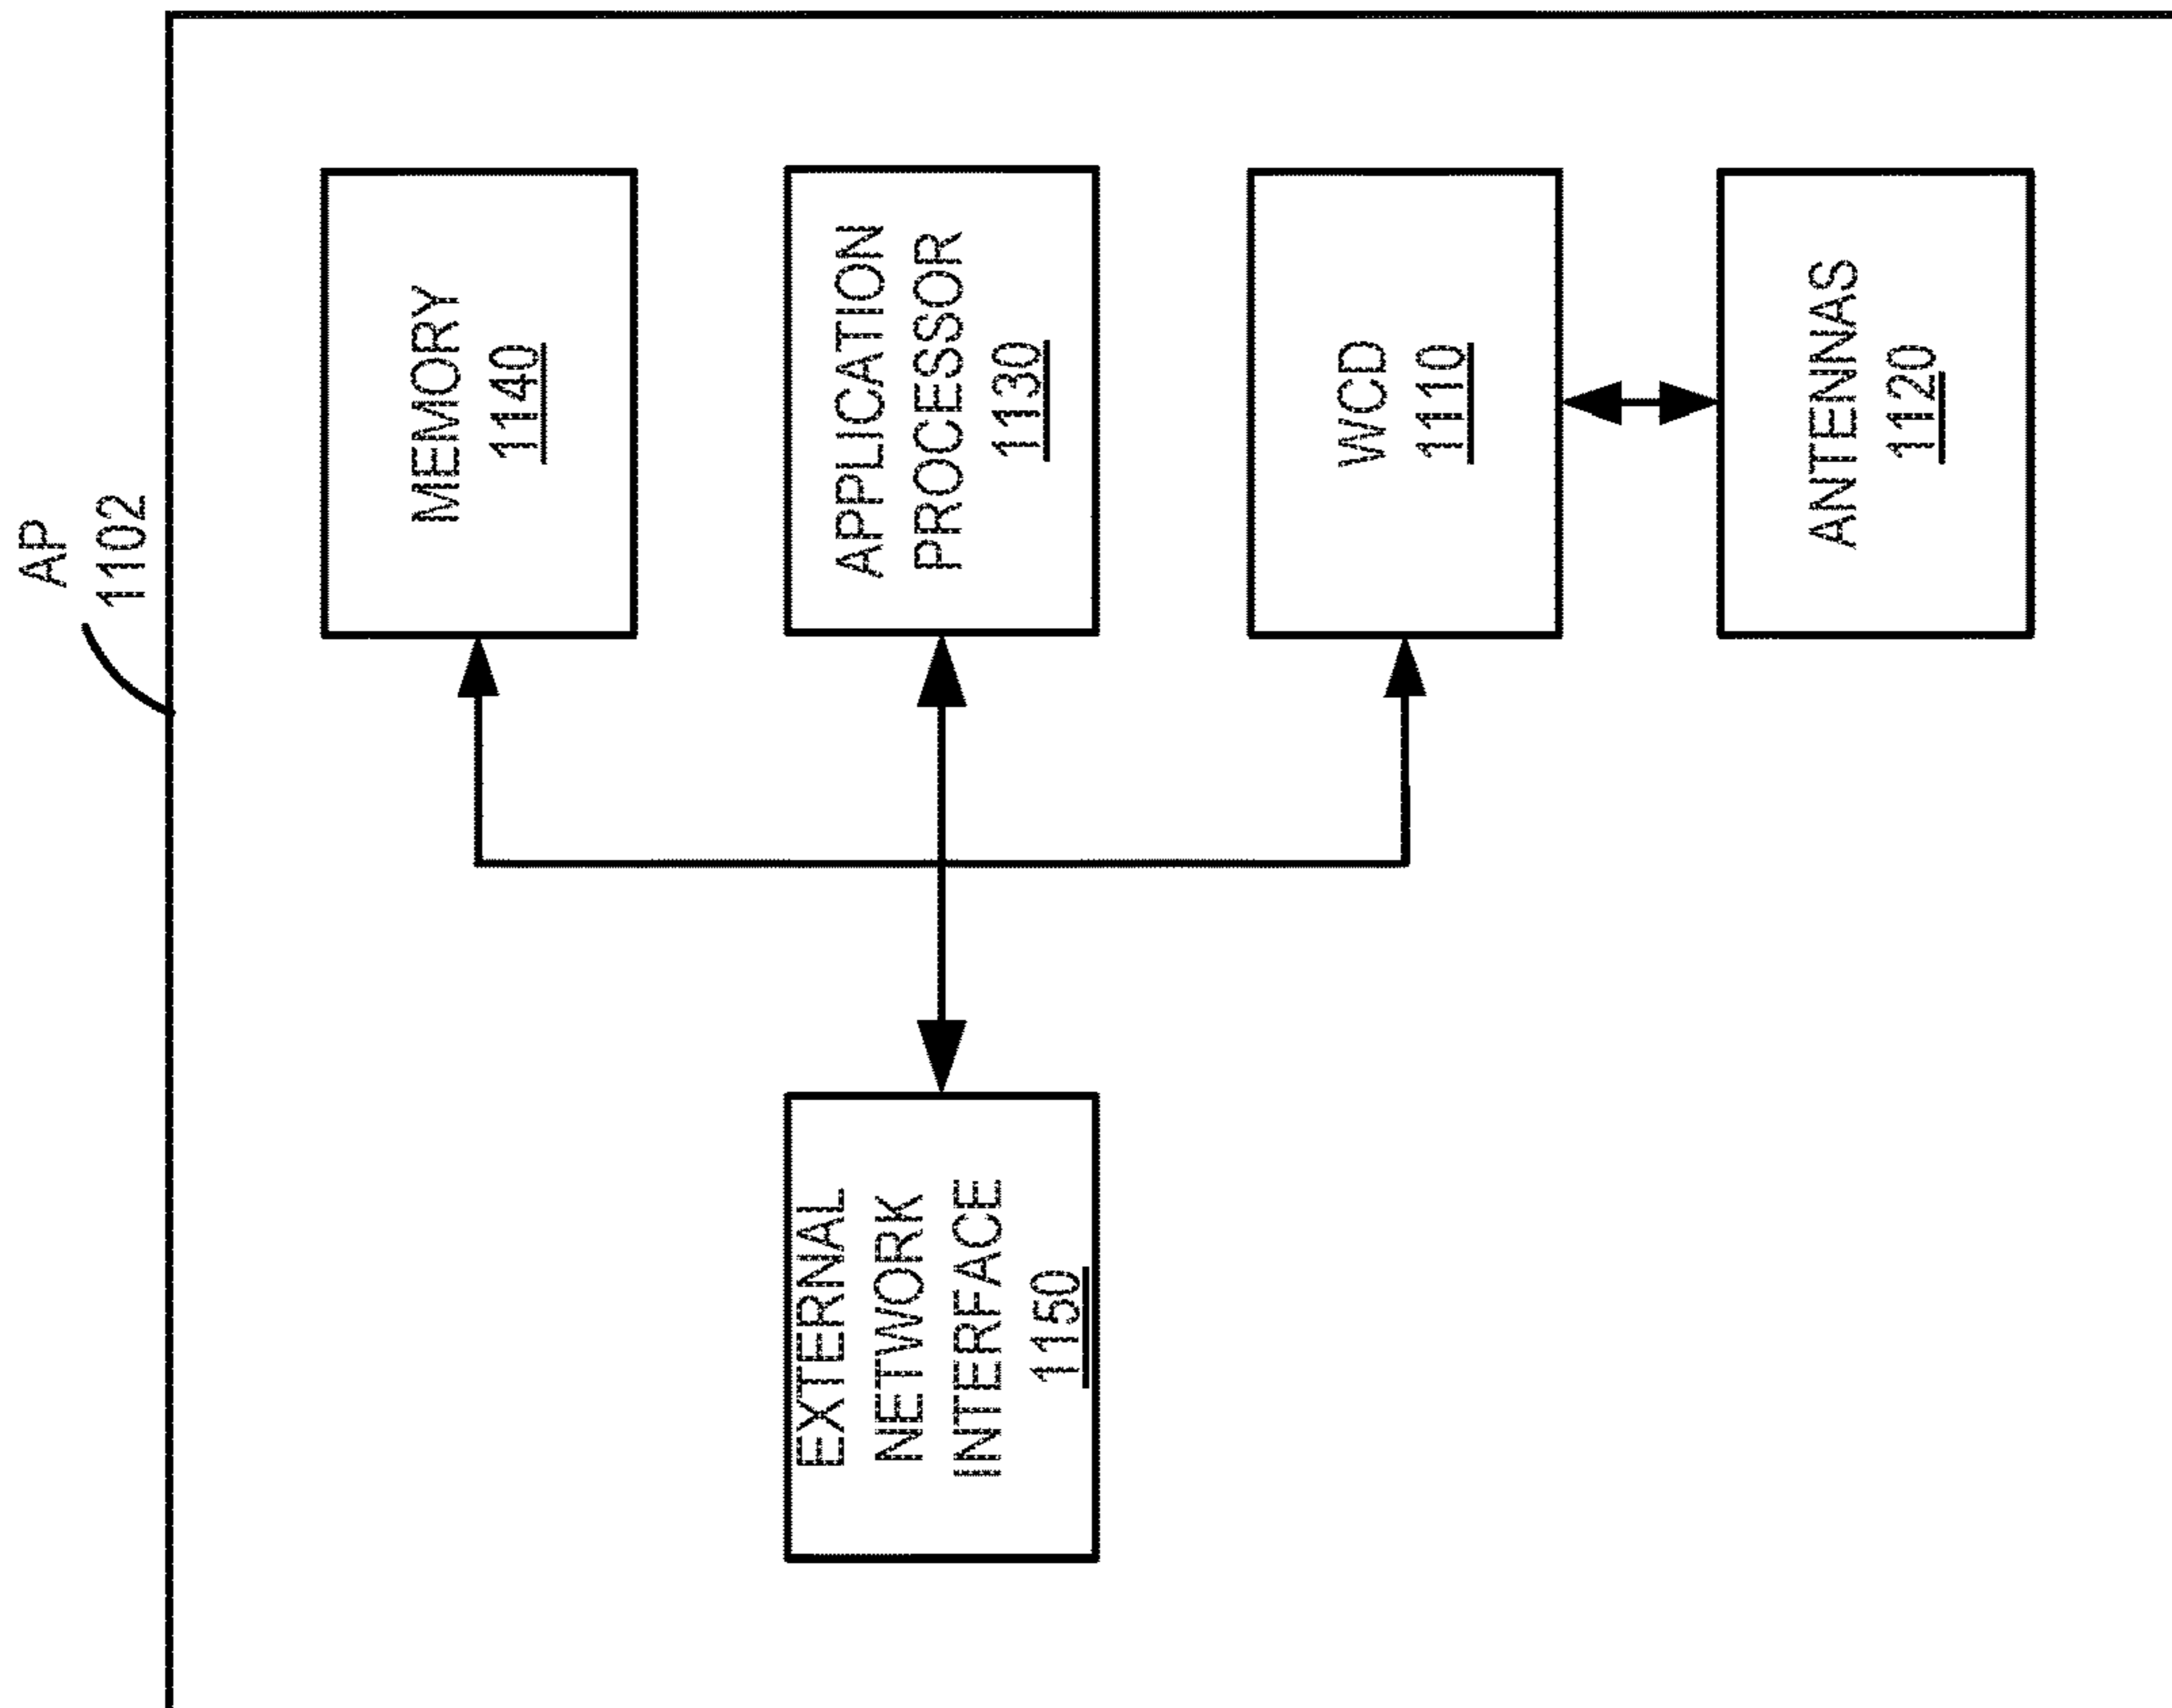 AP
1102
MEMORY
1140
APPLICATION
PROCESSOR
1130
WCD
1110
ANTENNAS
1120
EXTERNAL
NETWORK
INTERFACE
1150